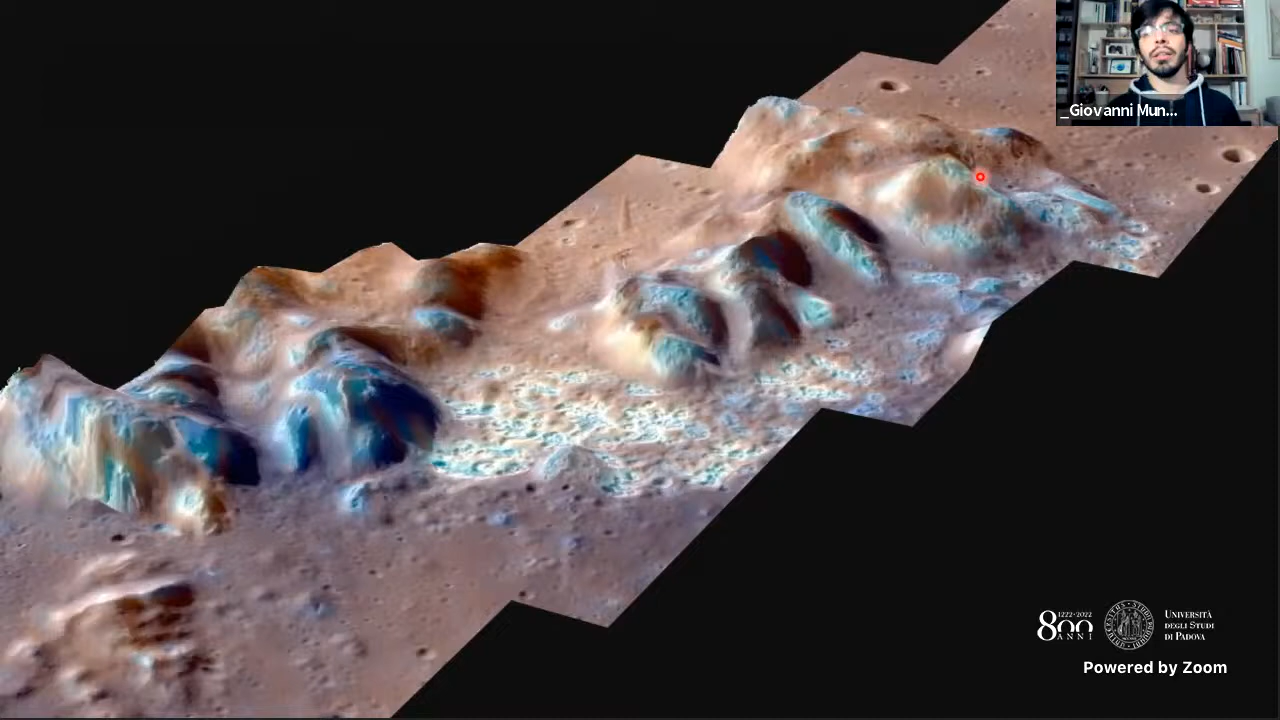 _Giovanni Mun...
1222·2022
800
ANNI
UNIVERSITÀ
DEGLI STUDI
DI PADOVA
Powered by Zoom